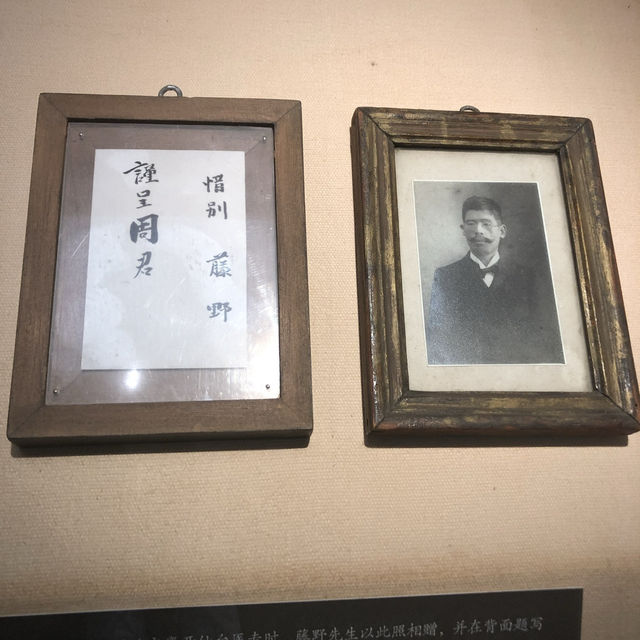 惜别 藤野
謹呈周君
藤野先生以此照相赠，并在背面题写